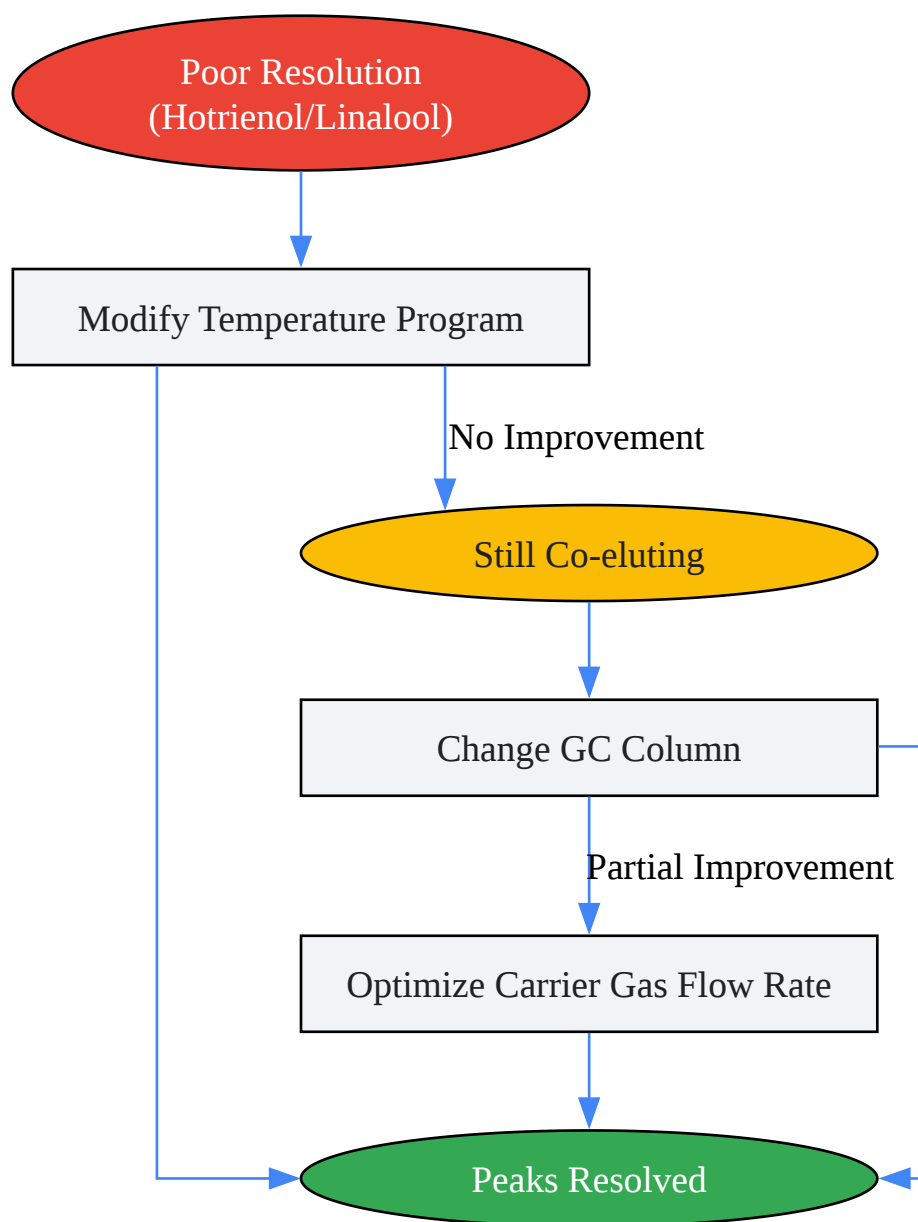 Poor Resolution
(Hotrienol/Linalool)
Modify Temperature Program
No Improvement
Still Co-eluting
Change GC Column
Partial Improvement
Optimize Carrier Gas Flow Rate
Peaks Resolved